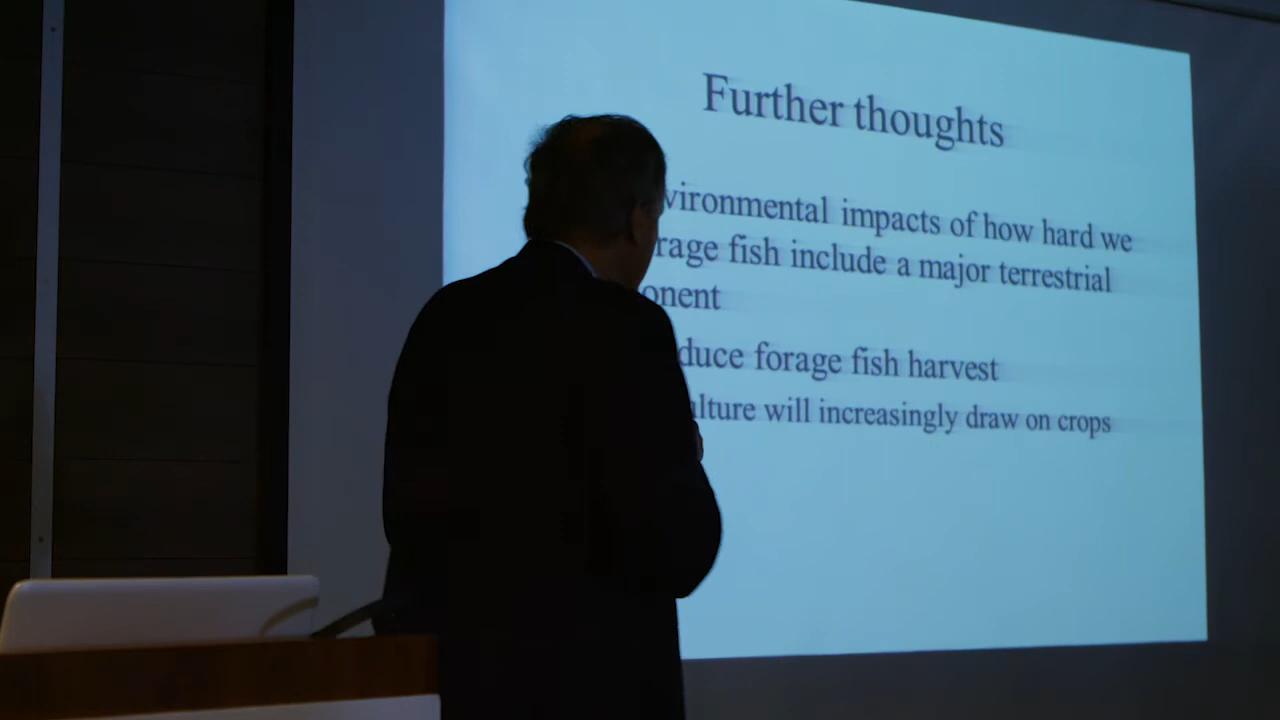 Further thoughts
vironmental impacts of how hard we
rage fish include a major terrestrial
onent
duce forage fish harvest
ulture will increasingly draw on crops